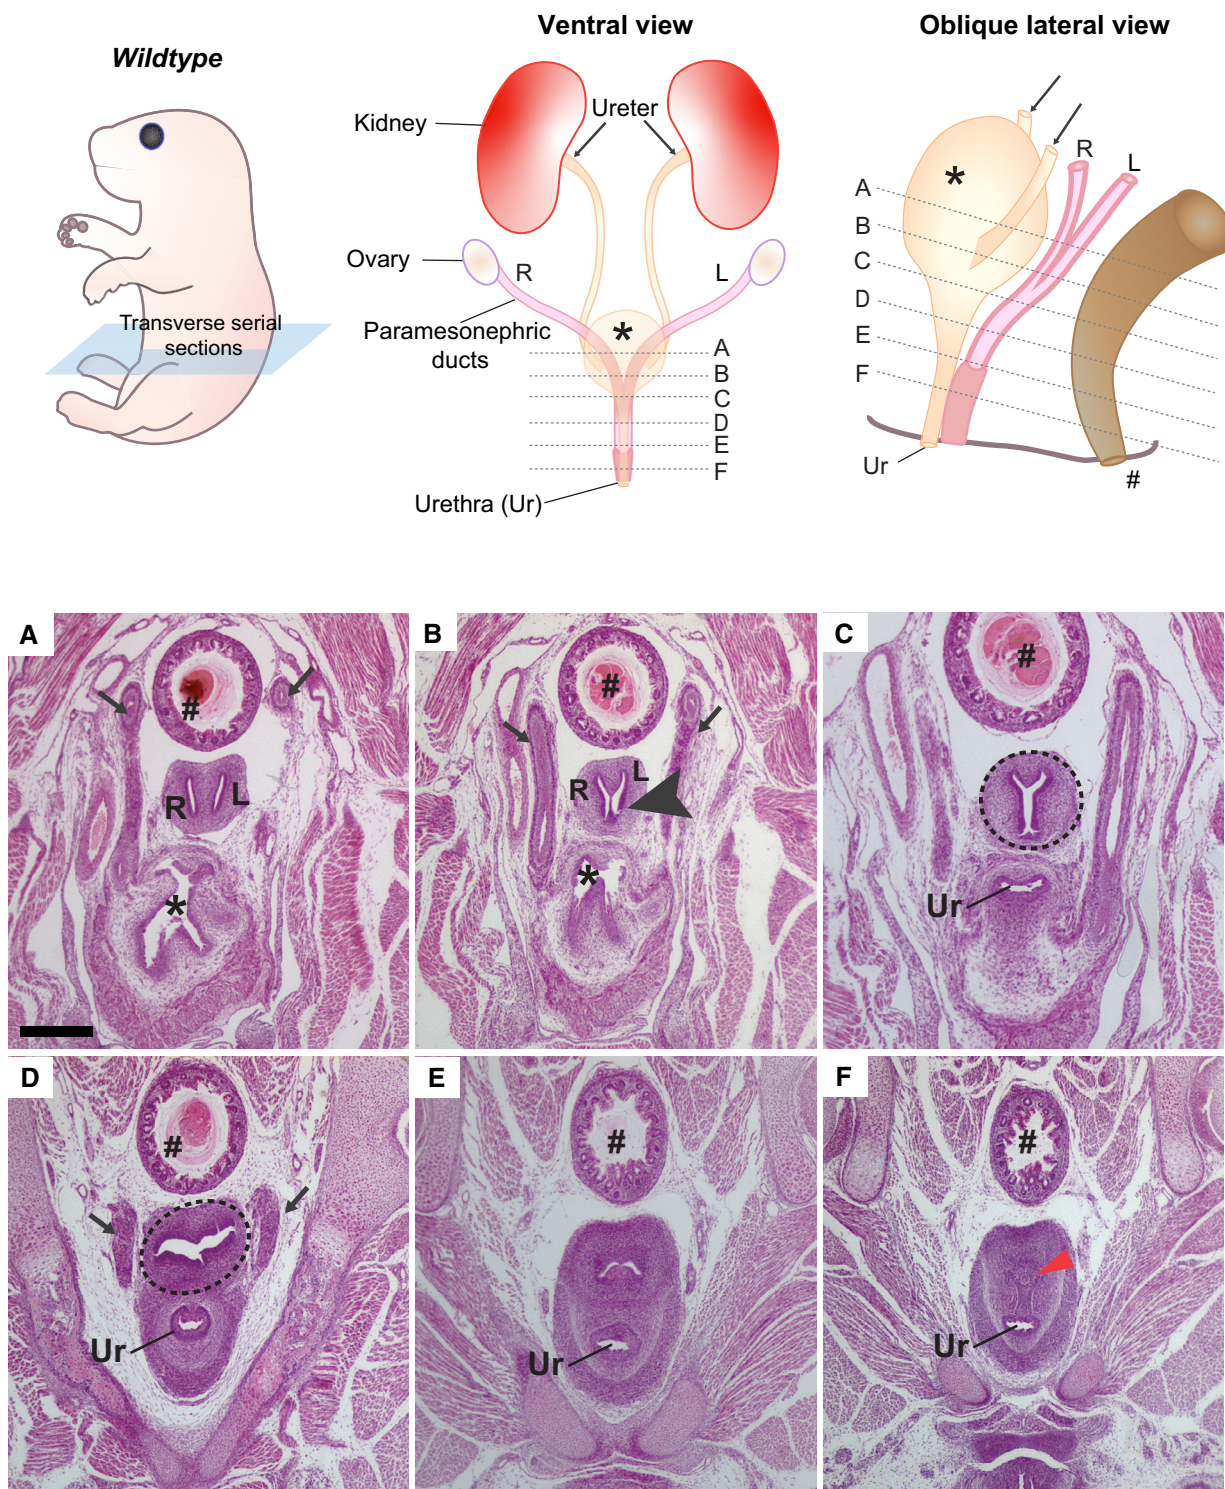 Wildtype
Transverse serial
sections
Ventral view
Kidney
Ureter
Ovary
R
L
Paramesonephric
ducts
*
A
B
C
D
E
F
Urethra (Ur)
Oblique lateral view
*
R
L
A
B
C
D
E
F
Ur
#
A
#
R
L
*
B
#
R
L
*
C
#
Ur
D
#
Ur
E
#
Ur
F
#
Ur